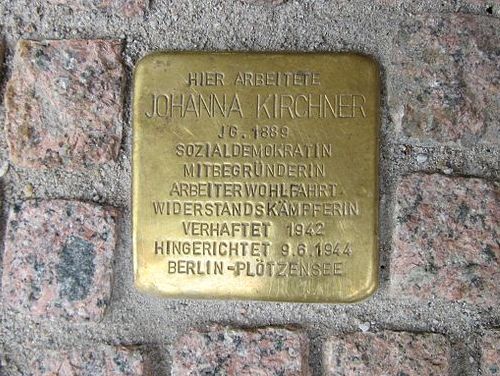 HIER ARBEITETE
JOHANNA KIRCHNER
JG. 1889
SOZIALDEMOKRATIN
MITBEGRÜNDERIN
ARBEITERWOHLFAHRT
WIDERSTANDSKÄMPFERIN
VERHAFTET 1942
HINGERICHTET 9.6.1944
BERLIN-PLÖTZENSEE